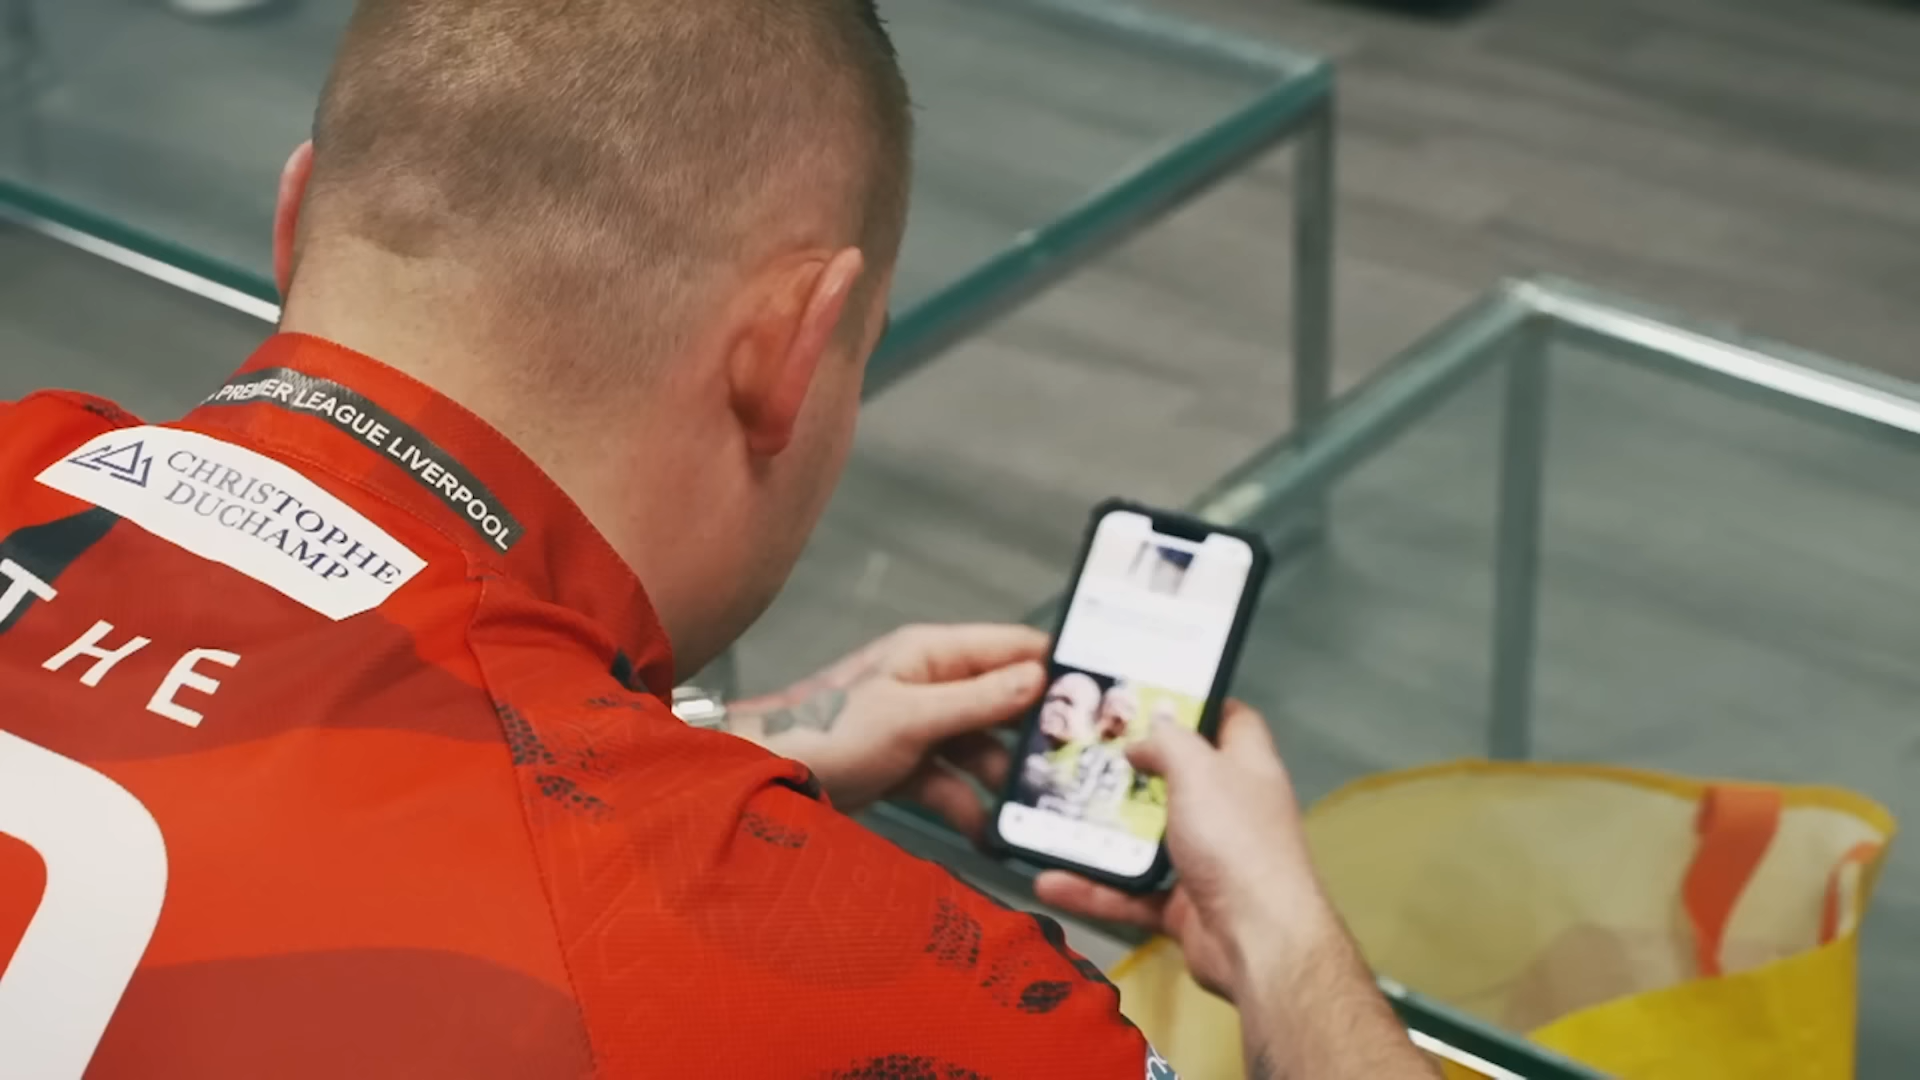 PREMIER LEAGUE LIVERPOOL
CHRISTOPHE
DUCHAMP
THE